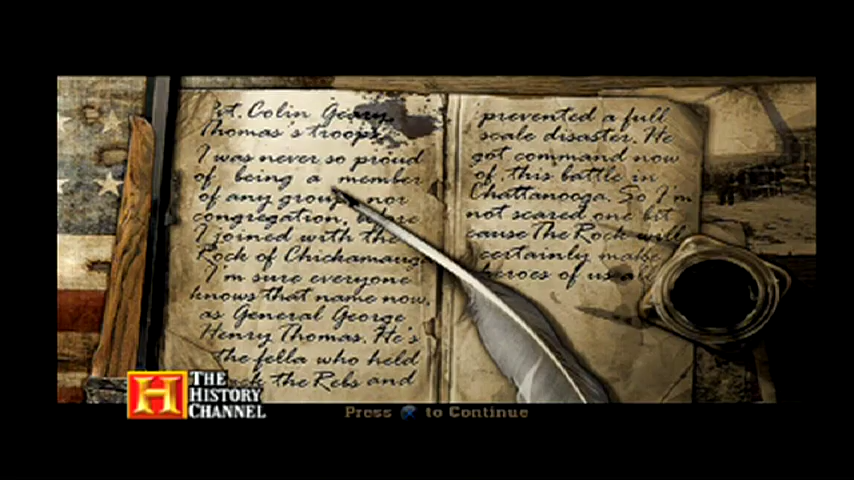 Pvt. Colin Geary
Thomas's troops
I was never so proud
of being a member
of any group nor
congregation, before
I joined with the
Rock of Chickamauga
I'm sure everyone
knows that name now,
as General George
Henry Thomas. He's
the fella who held
back the Rebs and
prevented a full
scale disaster. He
got command now
of this battle in
Chattanooga. So I'm
not scared one bit
cause The Rock will
certainly make
heroes of us all
H THE
HISTORY
CHANNEL
Press X to Continue